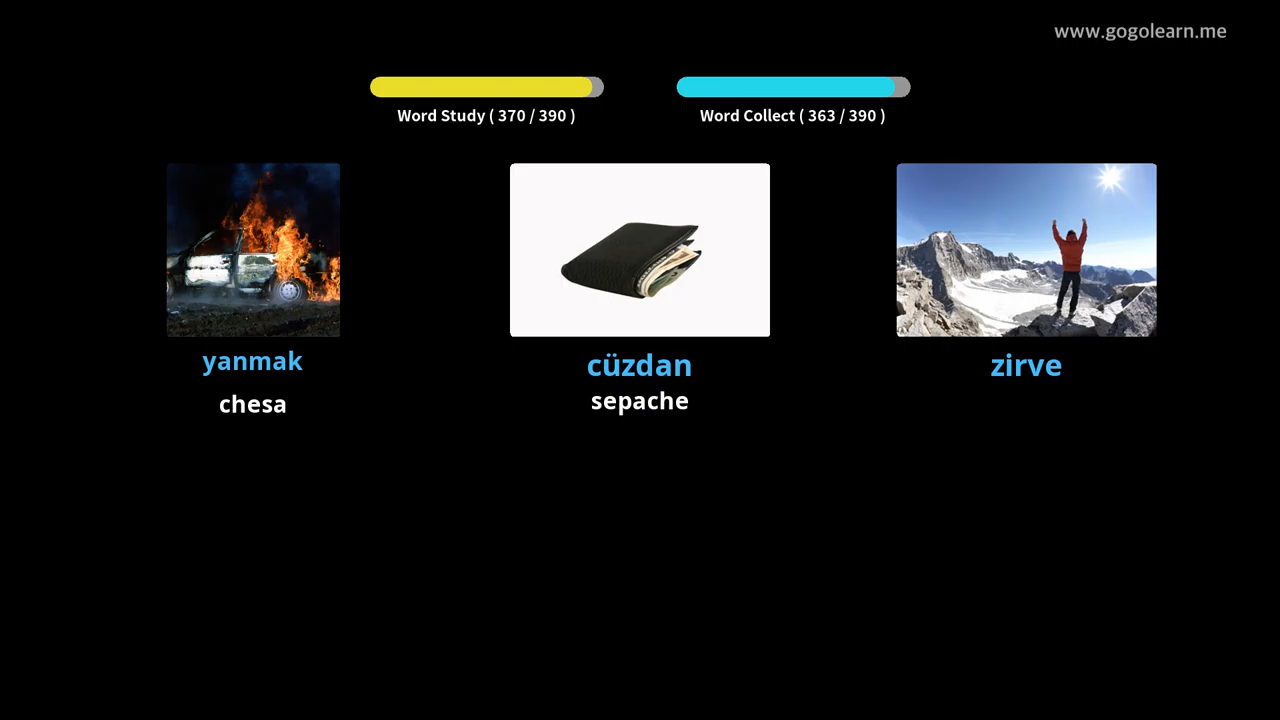 www.gogolearn.me
Word Study ( 370 / 390 )
Word Collect ( 363 / 390 )
yanmak
cüzdan
zirve
chesa
sepache